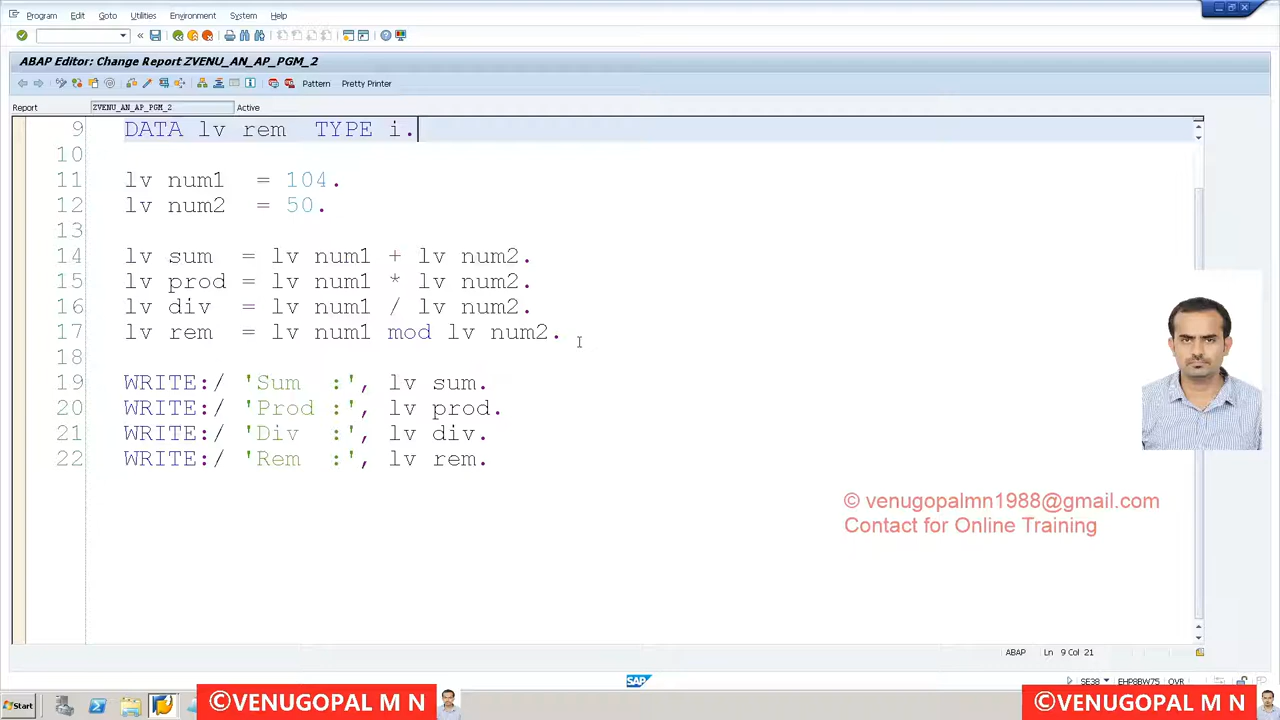 Program Edit Goto Utilities Environment System Help
ABAP Editor: Change Report ZVENU_AN_AP_PGM_2
Pattern Pretty Printer
Report ZVENU_AN_AP_PGM_2 Active
9 DATA lv rem TYPE i.
10
11 lv num1 = 104.
12 lv num2 = 50.
13
14 lv sum = lv num1 + lv num2.
15 lv prod = lv num1 * lv num2.
16 lv div = lv num1 / lv num2.
17 lv rem = lv num1 mod lv num2.
18
19 WRITE:/ 'Sum :', lv sum.
20 WRITE:/ 'Prod :', lv prod.
21 WRITE:/ 'Div :', lv div.
22 WRITE:/ 'Rem :', lv rem.
© venugopalmn1988@gmail.com
Contact for Online Training
ABAP Ln 9 Col 21
SAP SE38 EHP8BW75 OVR
Start ©VENUGOPAL M N ©VENUGOPAL M N